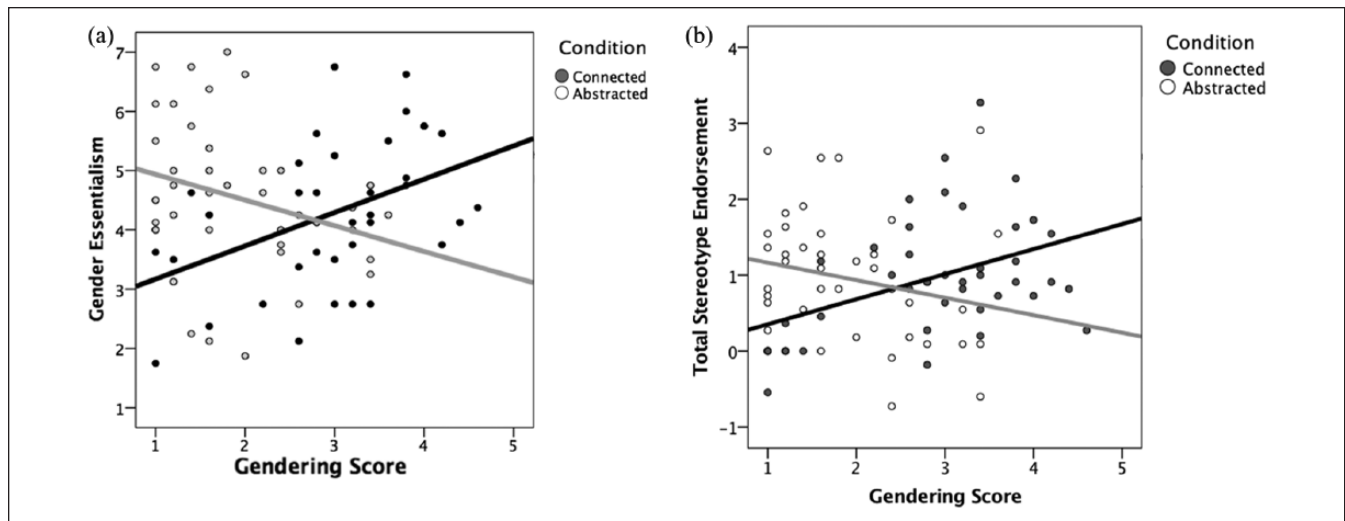 (a)
Condition
Connected
Abstracted
Gender Essentialism
7
6
5
4
3
2
1
1 2 3 4 5
Gendering Score
(b)
Condition
Connected
Abstracted
Total Stereotype Endorsement
4
3
2
1
0
-1
1 2 3 4 5
Gendering Score